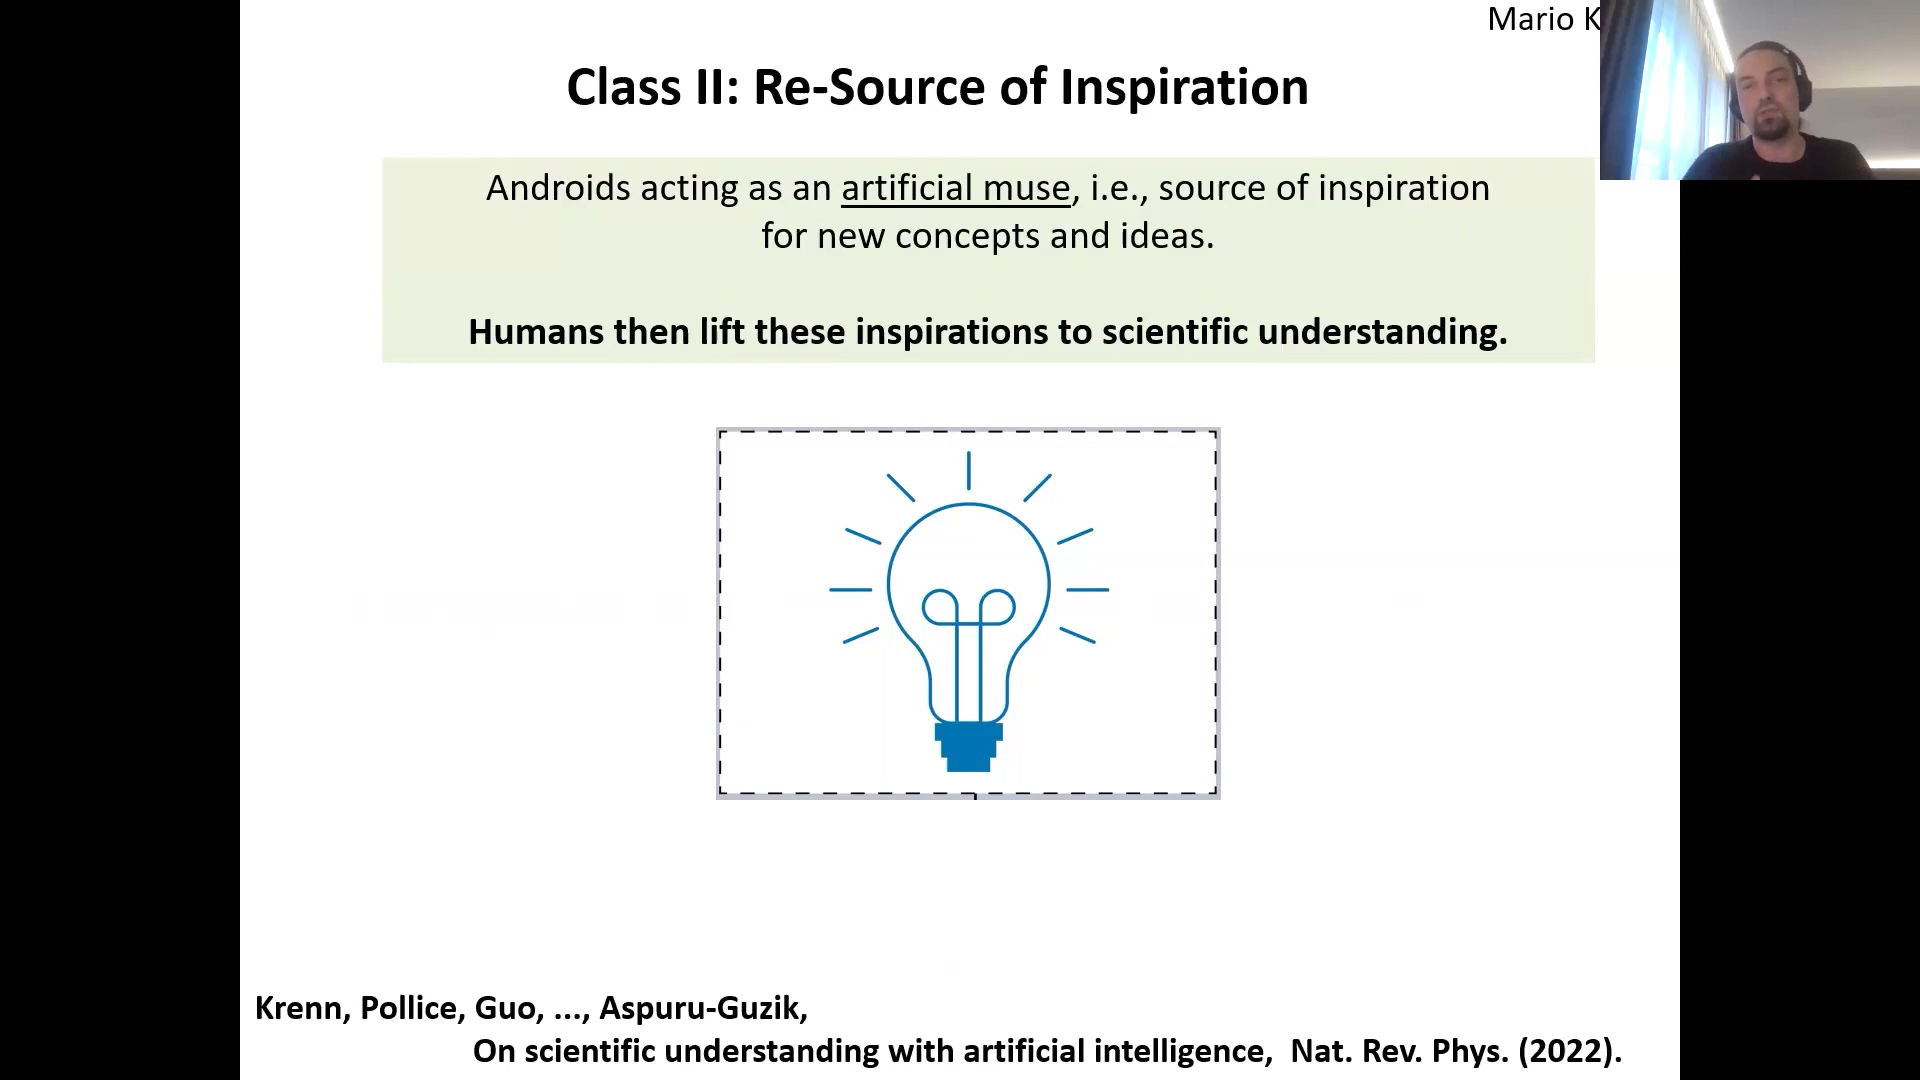 Mario K
Class II: Re-Source of Inspiration
Androids acting as an artificial muse, i.e., source of inspiration
for new concepts and ideas.
Humans then lift these inspirations to scientific understanding.
Krenn, Pollice, Guo, ..., Aspuru-Guzik,
On scientific understanding with artificial intelligence, Nat. Rev. Phys. (2022).